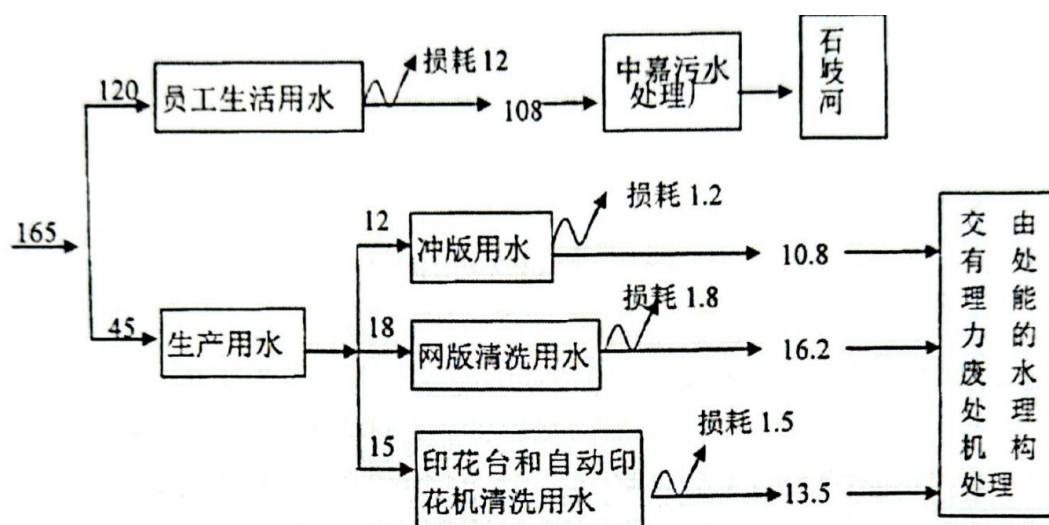 120
员工生活用水
损耗 12
108
中嘉污水
处理厂
石
岐
河
165
45
生产用水
12
冲版用水
损耗 1.2
10.8
18
网版清洗用水
损耗 1.8
16.2
15
印花台和自动印
花机清洗用水
损耗 1.5
13.5
交 由
有 处
理 能
力 的
废 水
处 理
机 构
处理